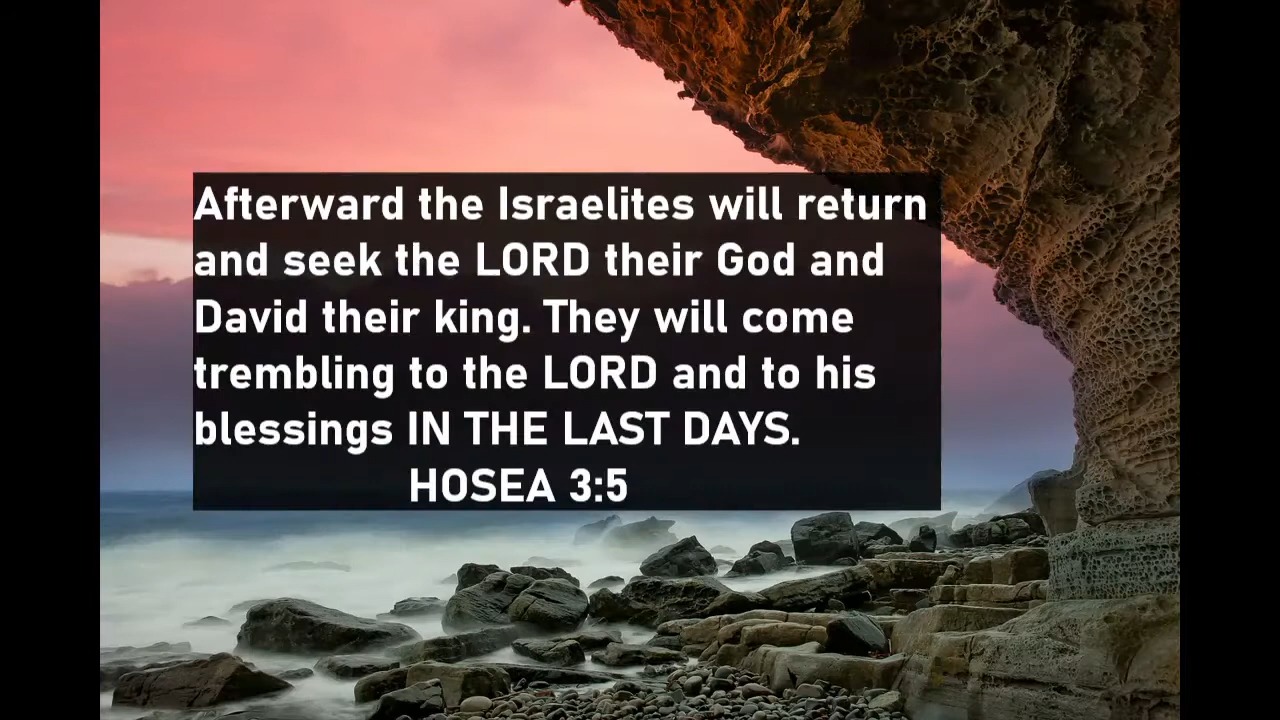 Afterward the Israelites will return
and seek the LORD their God and
David their king. They will come
trembling to the LORD and to his
blessings IN THE LAST DAYS.
HOSEA 3:5